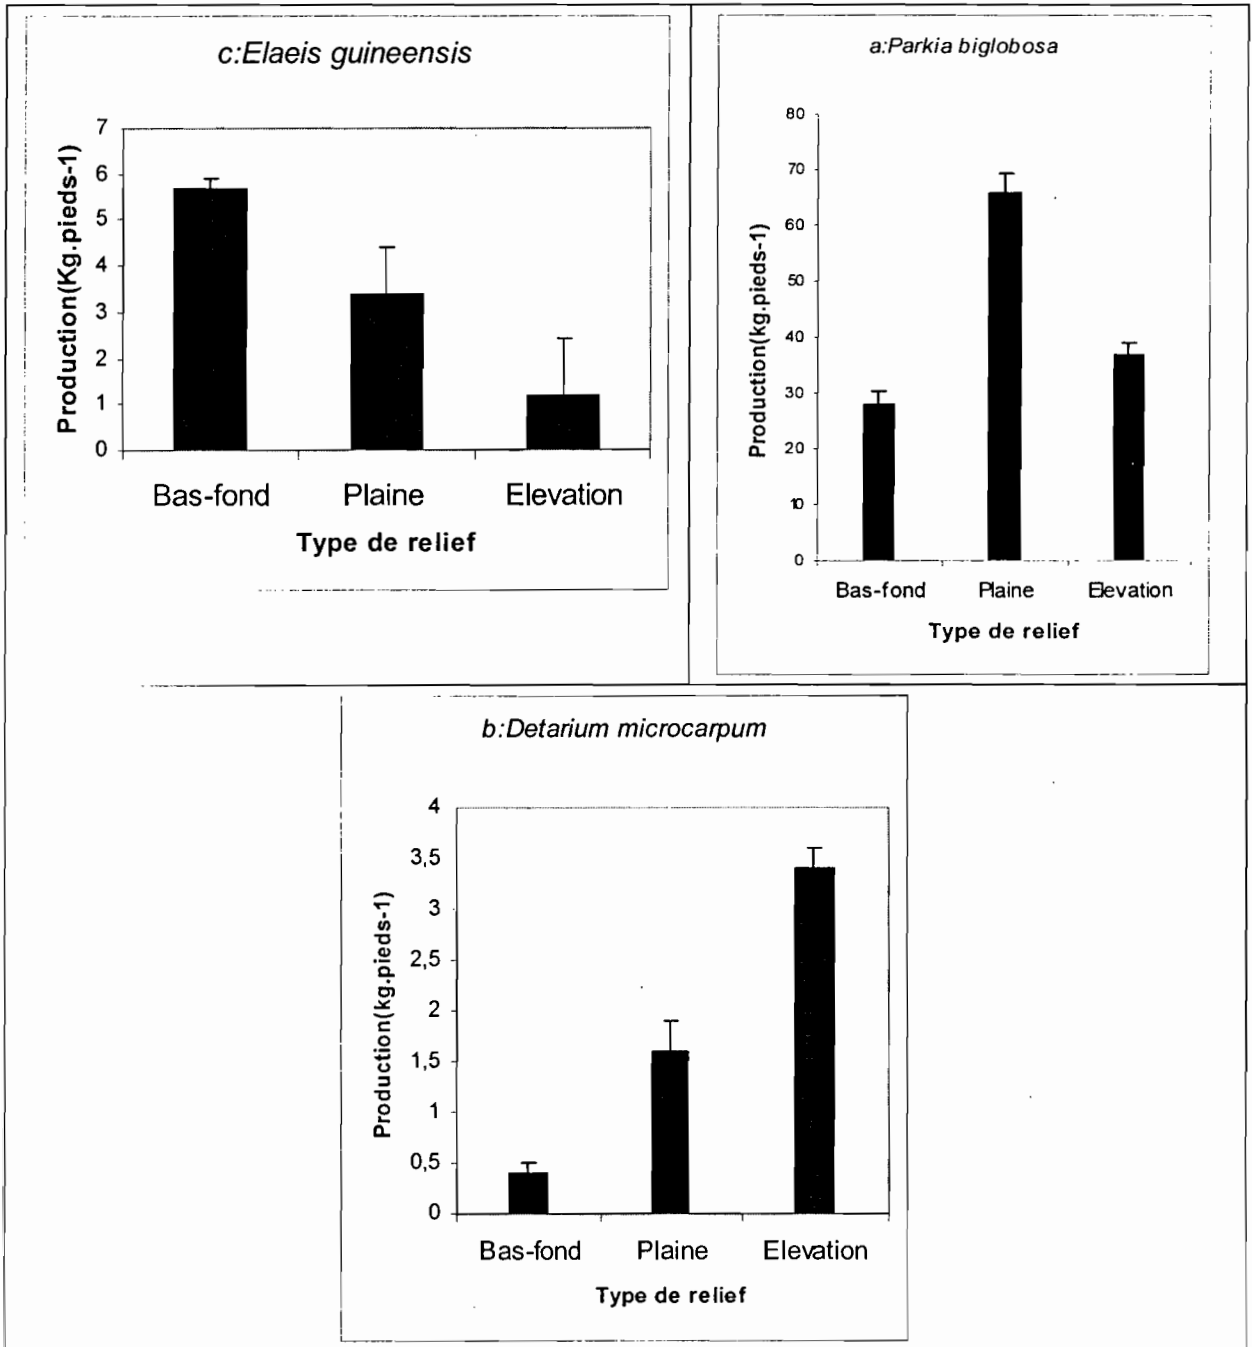 c:Elaeis guineensis
Production(Kg.pieds-1)
7
6
5
4
3
2
1
0
Bas-fond Plaine Elevation
Type de relief
a:Parkia biglobosa
Production(kg.pieds-1)
80
70
60
50
40
30
20
10
0
Bas-fond Plaine Elevation
Type de relief
b:Detarium microcarpum
Production(kg.pieds-1)
4
3,5
3
2,5
2
1,5
1
0,5
0
Bas-fond Plaine Elevation
Type de relief